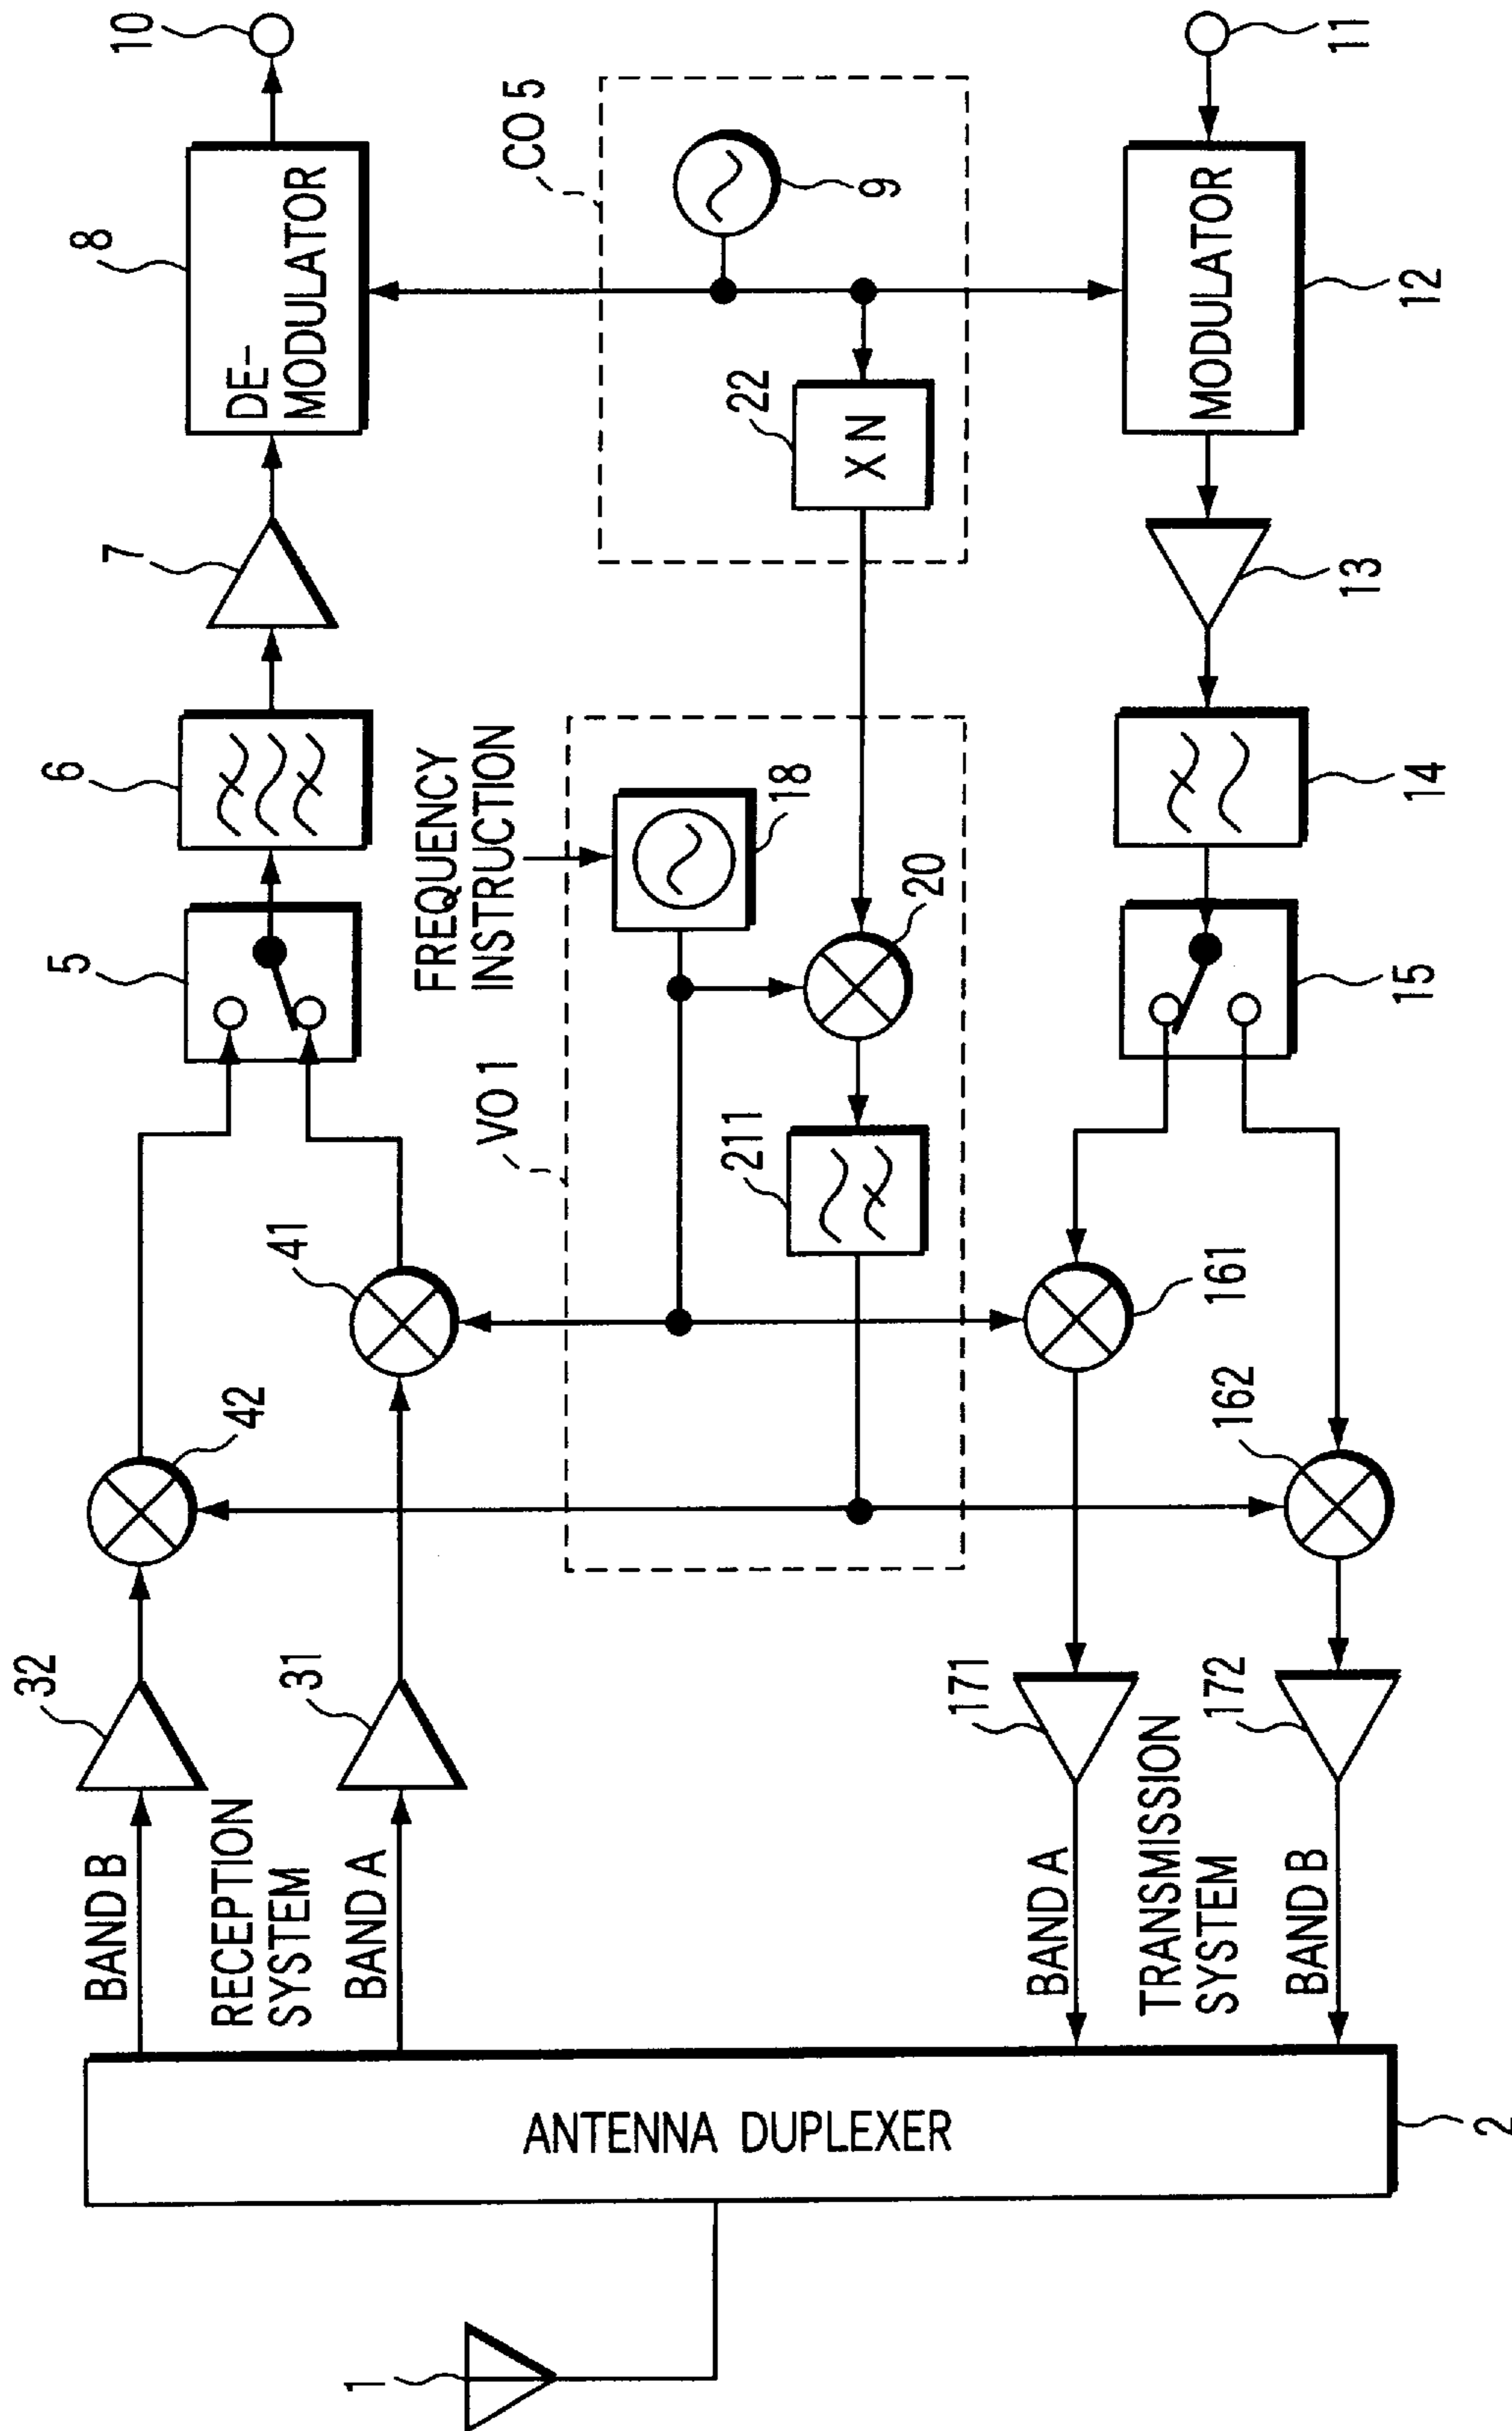 10
8
DE-
MODULATOR
7
6
5
CO 5
9
22
X N
FREQUENCY
INSTRUCTION
18
20
VO 1
211
41
42
32
31
BAND B
RECEPTION
SYSTEM
BAND A
11
MODULATOR
12
13
14
15
161
162
171
172
BAND A
TRANSMISSION
SYSTEM
BAND B
ANTENNA DUPLEXER
2
1